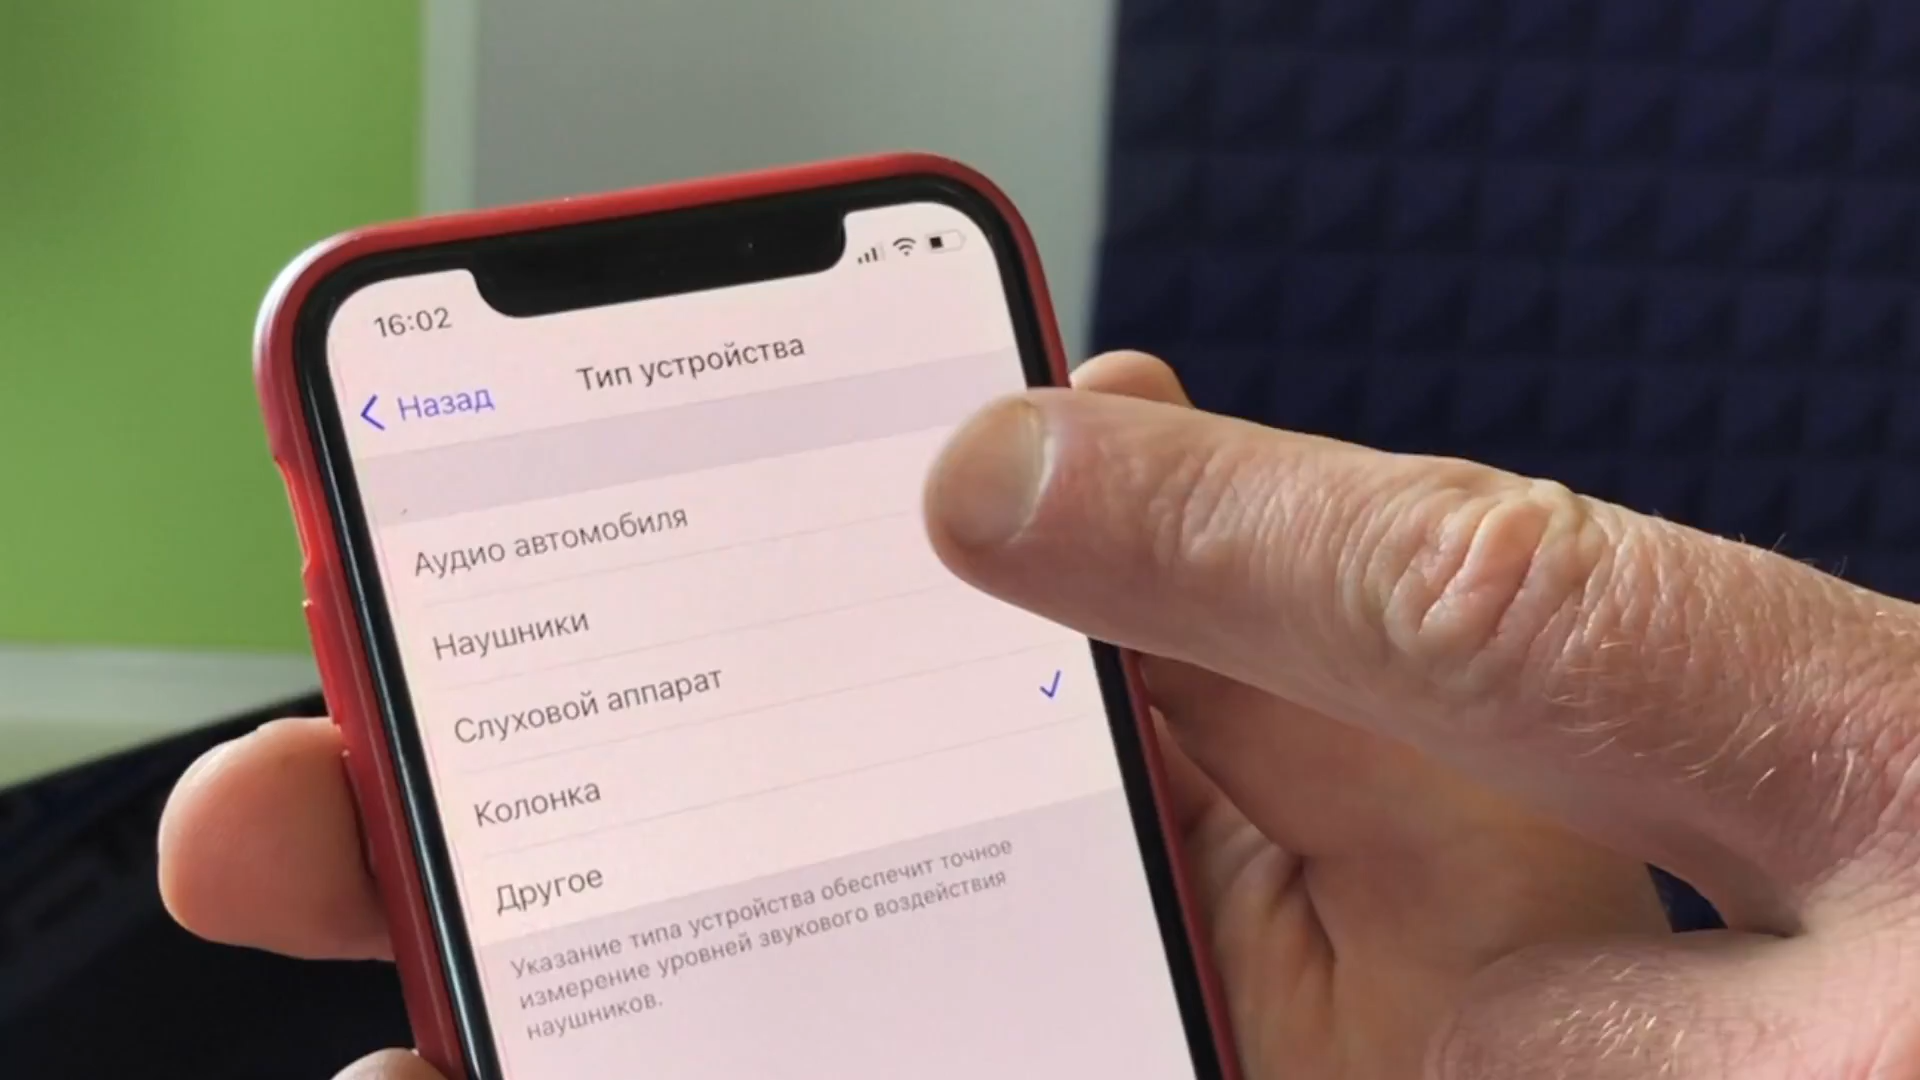 16:02
Назад
Тип устройства
Аудио автомобиля
Наушники
Слуховой аппарат
Колонка
Другое
Указание типа устройства обеспечит точное
измерение уровней звукового воздействия
наушников.